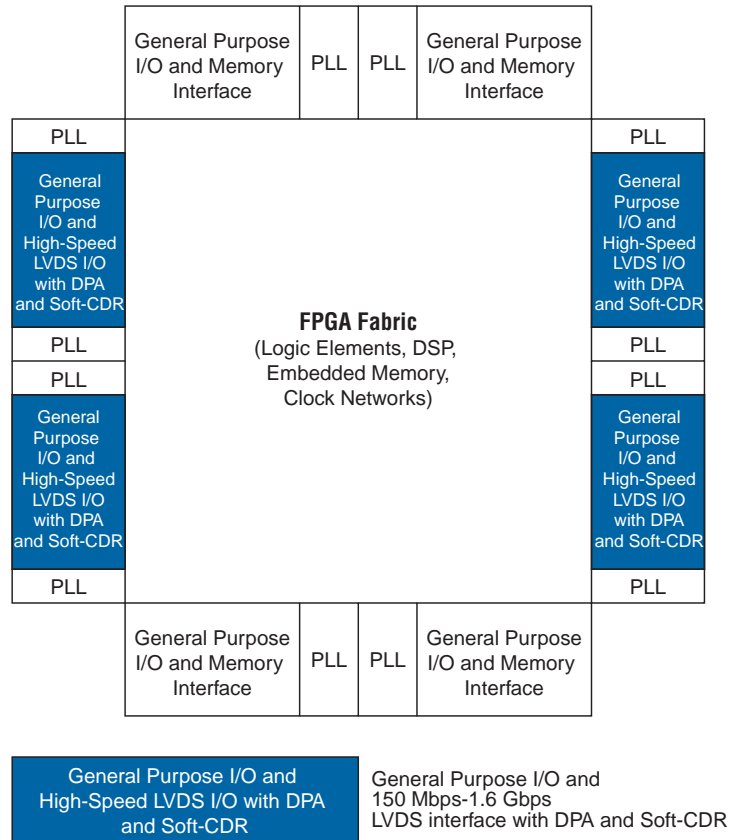 General Purpose
I/O and Memory
Interface
PLL
PLL
General Purpose
I/O and Memory
Interface
PLL
General
Purpose
I/O and
High-Speed
LVDS I/O
with DPA
and Soft-CDR
PLL
PLL
General
Purpose
I/O and
High-Speed
LVDS I/O
with DPA
and Soft-CDR
PLL
FPGA Fabric
(Logic Elements, DSP,
Embedded Memory,
Clock Networks)
PLL
General
Purpose
I/O and
High-Speed
LVDS I/O
with DPA
and Soft-CDR
PLL
PLL
General
Purpose
I/O and
High-Speed
LVDS I/O
with DPA
and Soft-CDR
PLL
General Purpose
I/O and Memory
Interface
PLL
PLL
General Purpose
I/O and Memory
Interface
General Purpose I/O and
High-Speed LVDS I/O with DPA
and Soft-CDR
General Purpose I/O and
150 Mbps-1.6 Gbps
LVDS interface with DPA and Soft-CDR